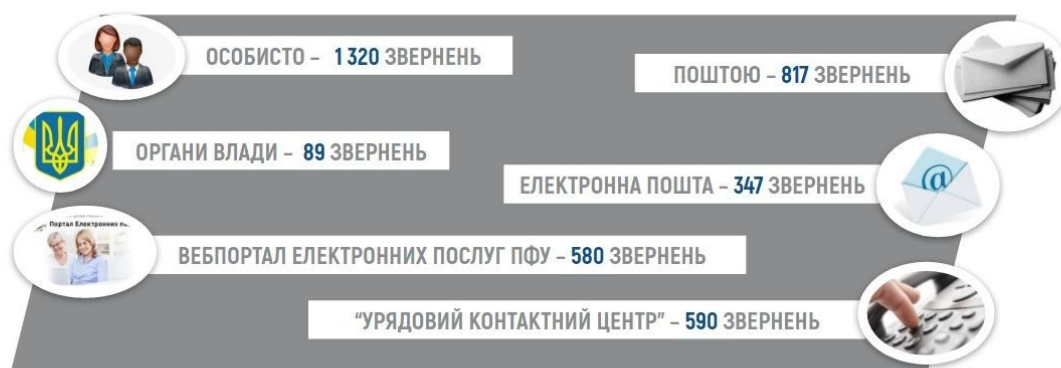 ОСОБИСТО – 1 320 ЗВЕРНЕНЬ
ПОШТОЮ – 817 ЗВЕРНЕНЬ
ОРГАНИ ВЛАДИ – 89 ЗВЕРНЕНЬ
ЕЛЕКТРОННА ПОШТА – 347 ЗВЕРНЕНЬ
Портал Електронних
ВЕБПОРТАЛ ЕЛЕКТРОННИХ ПОСЛУГ ПФУ – 580 ЗВЕРНЕНЬ
“УРЯДОВИЙ КОНТАКТНИЙ ЦЕНТР” – 590 ЗВЕРНЕНЬ